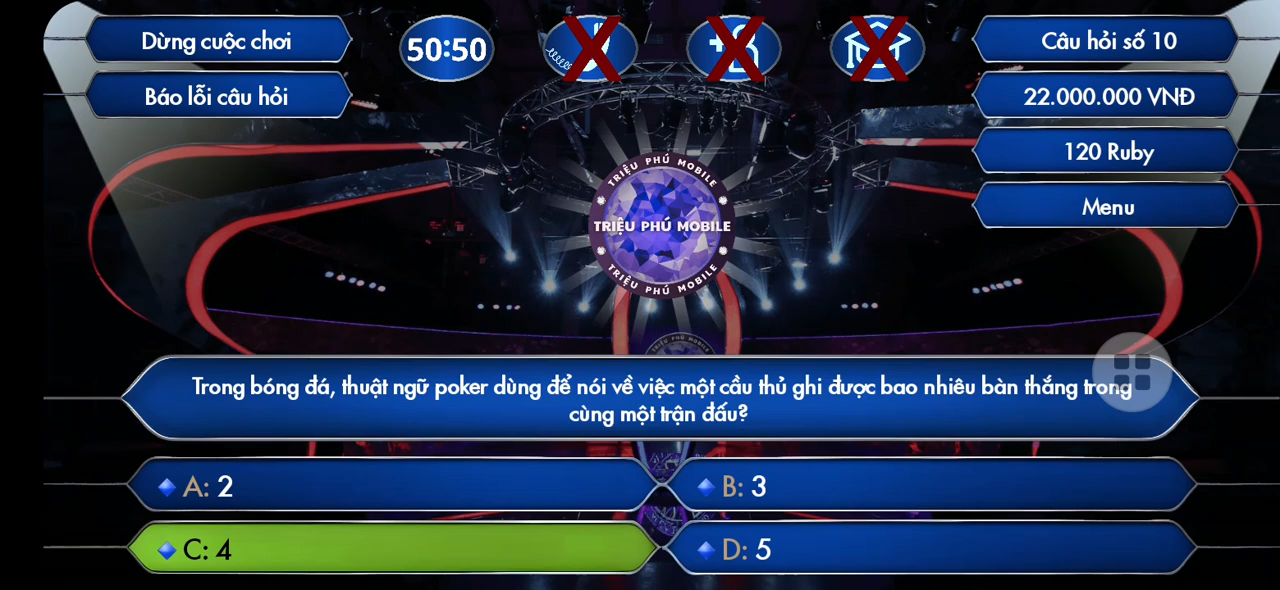 Dừng cuộc chơi
50:50
Câu hỏi số 10
Báo lỗi câu hỏi
22.000.000 VNĐ
120 Ruby
Menu
TRIỆU PHÚ MOBILE
TRIỆU PHÚ MOBILE
TRIỆU PHÚ MOBILE
TRIỆU PHÚ MOBILE
Trong bóng đá, thuật ngữ poker dùng để nói về việc một cầu thủ ghi được bao nhiêu bàn thắng trong
cùng một trận đấu?
A: 2
B: 3
C: 4
D: 5